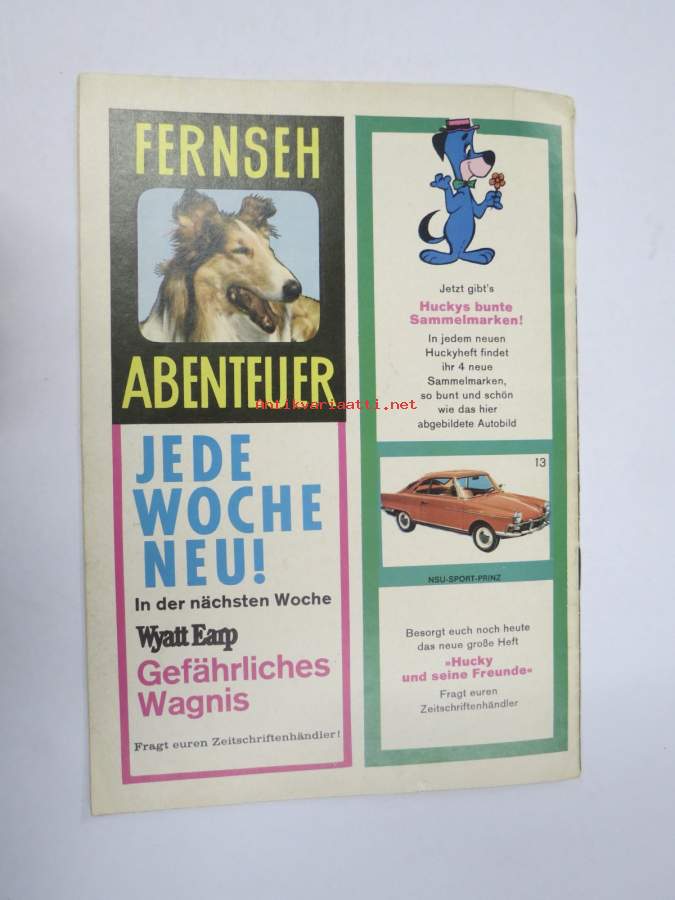 FERNSEH
ABENTEUER
Antikvariaatti.net
JEDE
WOCHE
NEU!
In der nächsten Woche
Wyatt Earp
Gefährliches
Wagnis
Fragt euren Zeitschriftenhändler!
Jetzt gibt's
Huckys bunte
Sammelmarken!
In jedem neuen
Huckyheft findet
ihr 4 neue
Sammelmarken,
so bunt und schön
wie das hier
abgebildete Autobild
13
NSU-SPORT-PRINZ
Besorgt euch noch heute
das neue große Heft
»Hucky
und seine Freunde«
Fragt euren
Zeitschriftenhändler